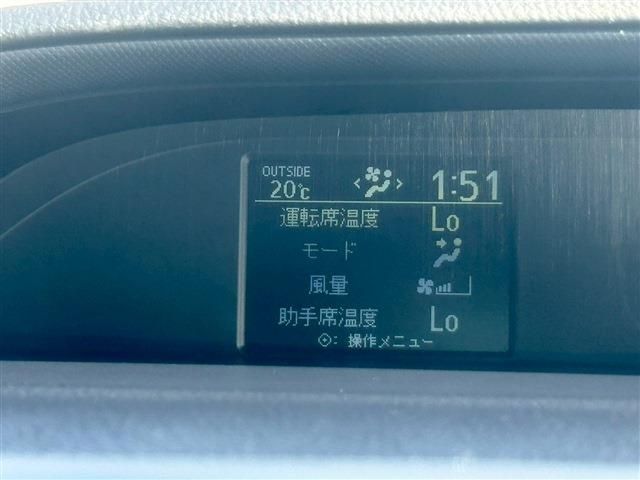 OUTSIDE
20℃ 1:51
運転席温度 Lo
モード
風量
助手席温度 Lo
⊙: 操作メニュー